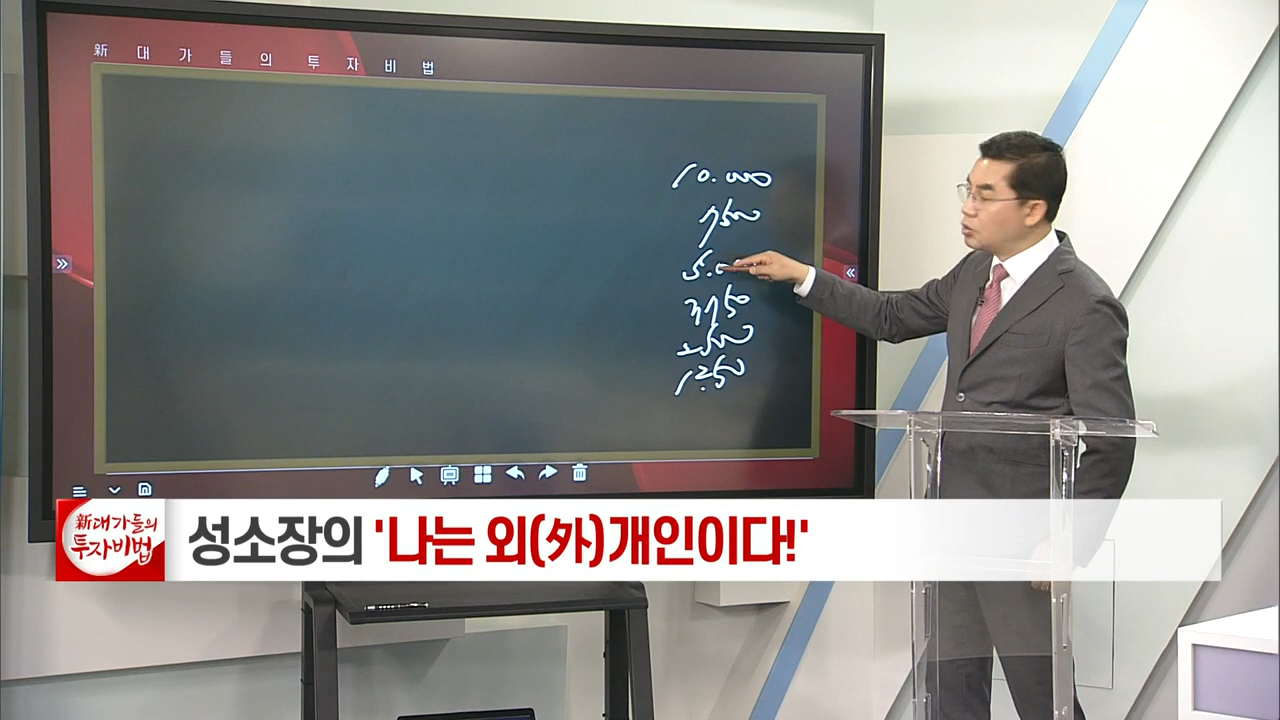 新 대 가 들 의 투 자 비 법
10.000
7500
5.0
3750
2500
1250
新대가들의
투자비법
성소장의 '나는 외(外)개인이다!'